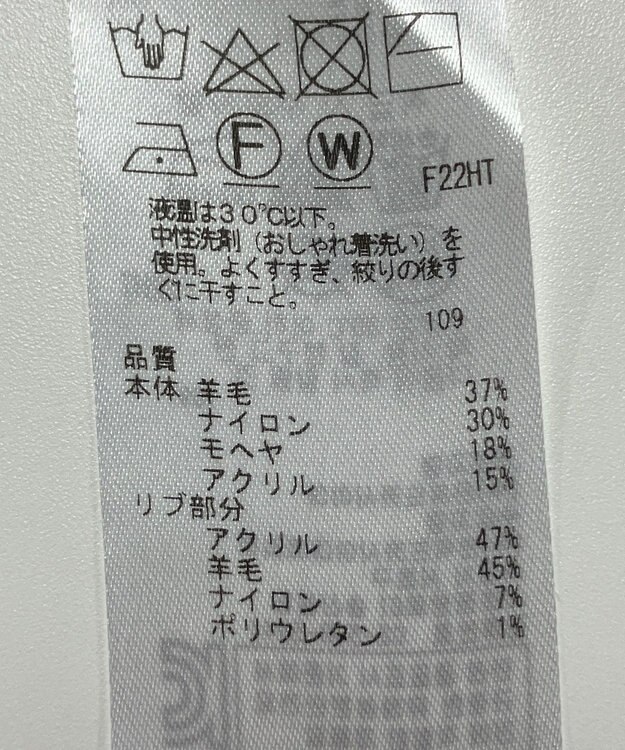 F W
F22HT
液温は30℃以下。
中性洗剤（おしゃれ着洗い）を
使用。よくすすぎ、絞りの後す
ぐに干すこと。
109
品質
本体 羊毛 37%
ナイロン 30%
モヘヤ 18%
アクリル 15%
リブ部分
アクリル 47%
羊毛 45%
ナイロン 7%
ポリウレタン 1%